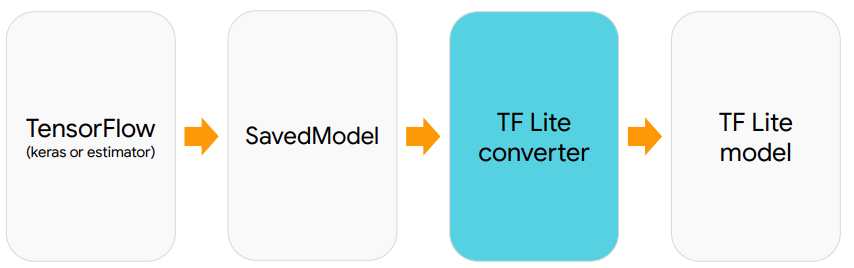 TensorFlow
(keras or estimator)
SavedModel
TF Lite
converter
TF Lite
model